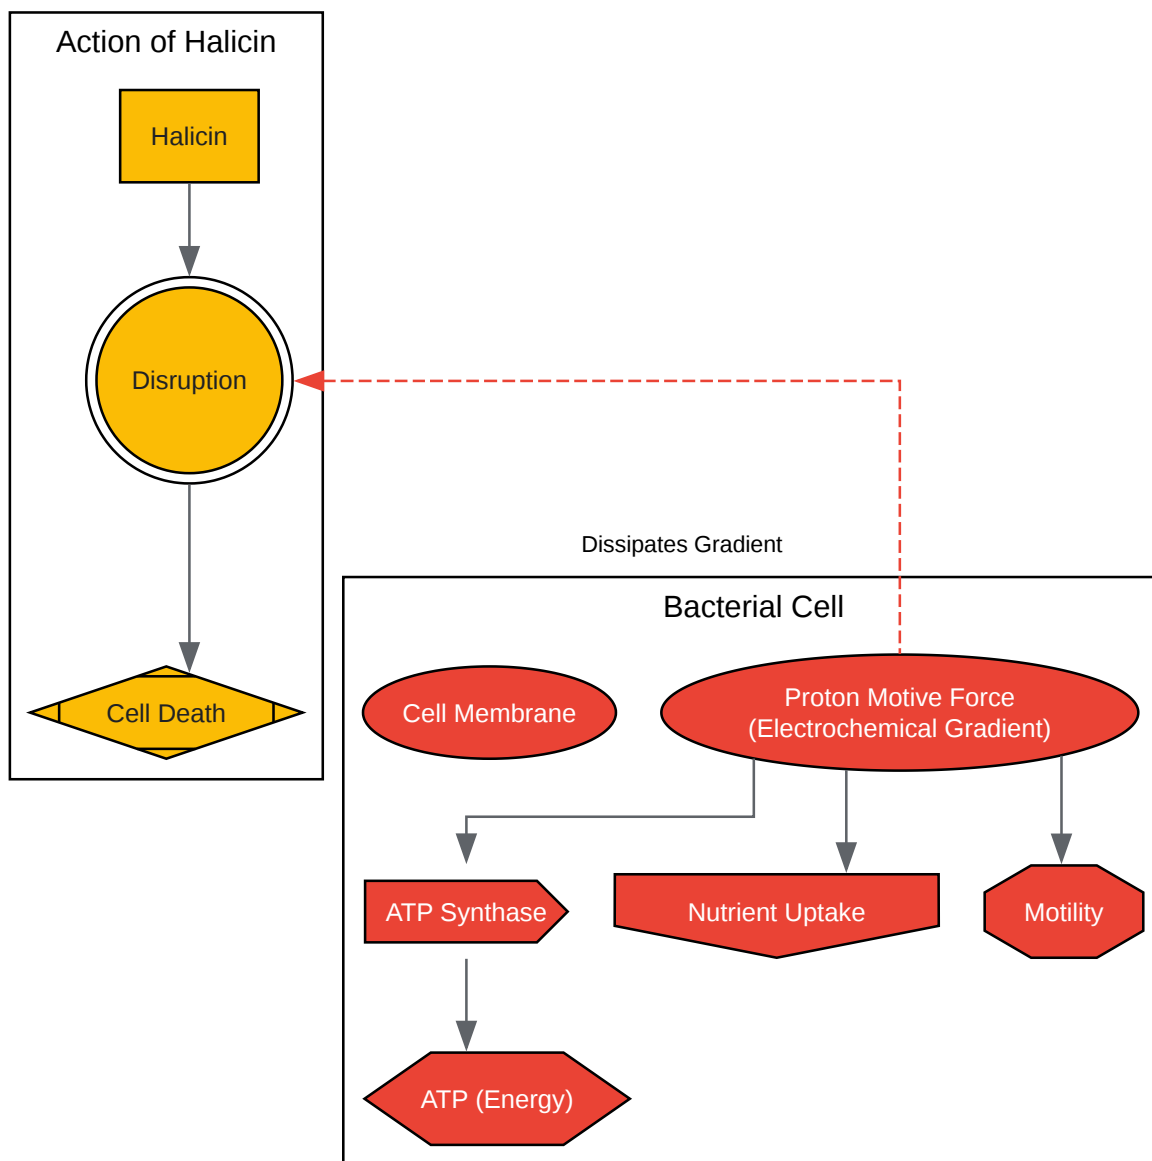 Action of Halicin
Halicin
Disruption
Cell Death
Dissipates Gradient
Bacterial Cell
Cell Membrane
Proton Motive Force
(Electrochemical Gradient)
ATP Synthase
Nutrient Uptake
Motility
ATP (Energy)